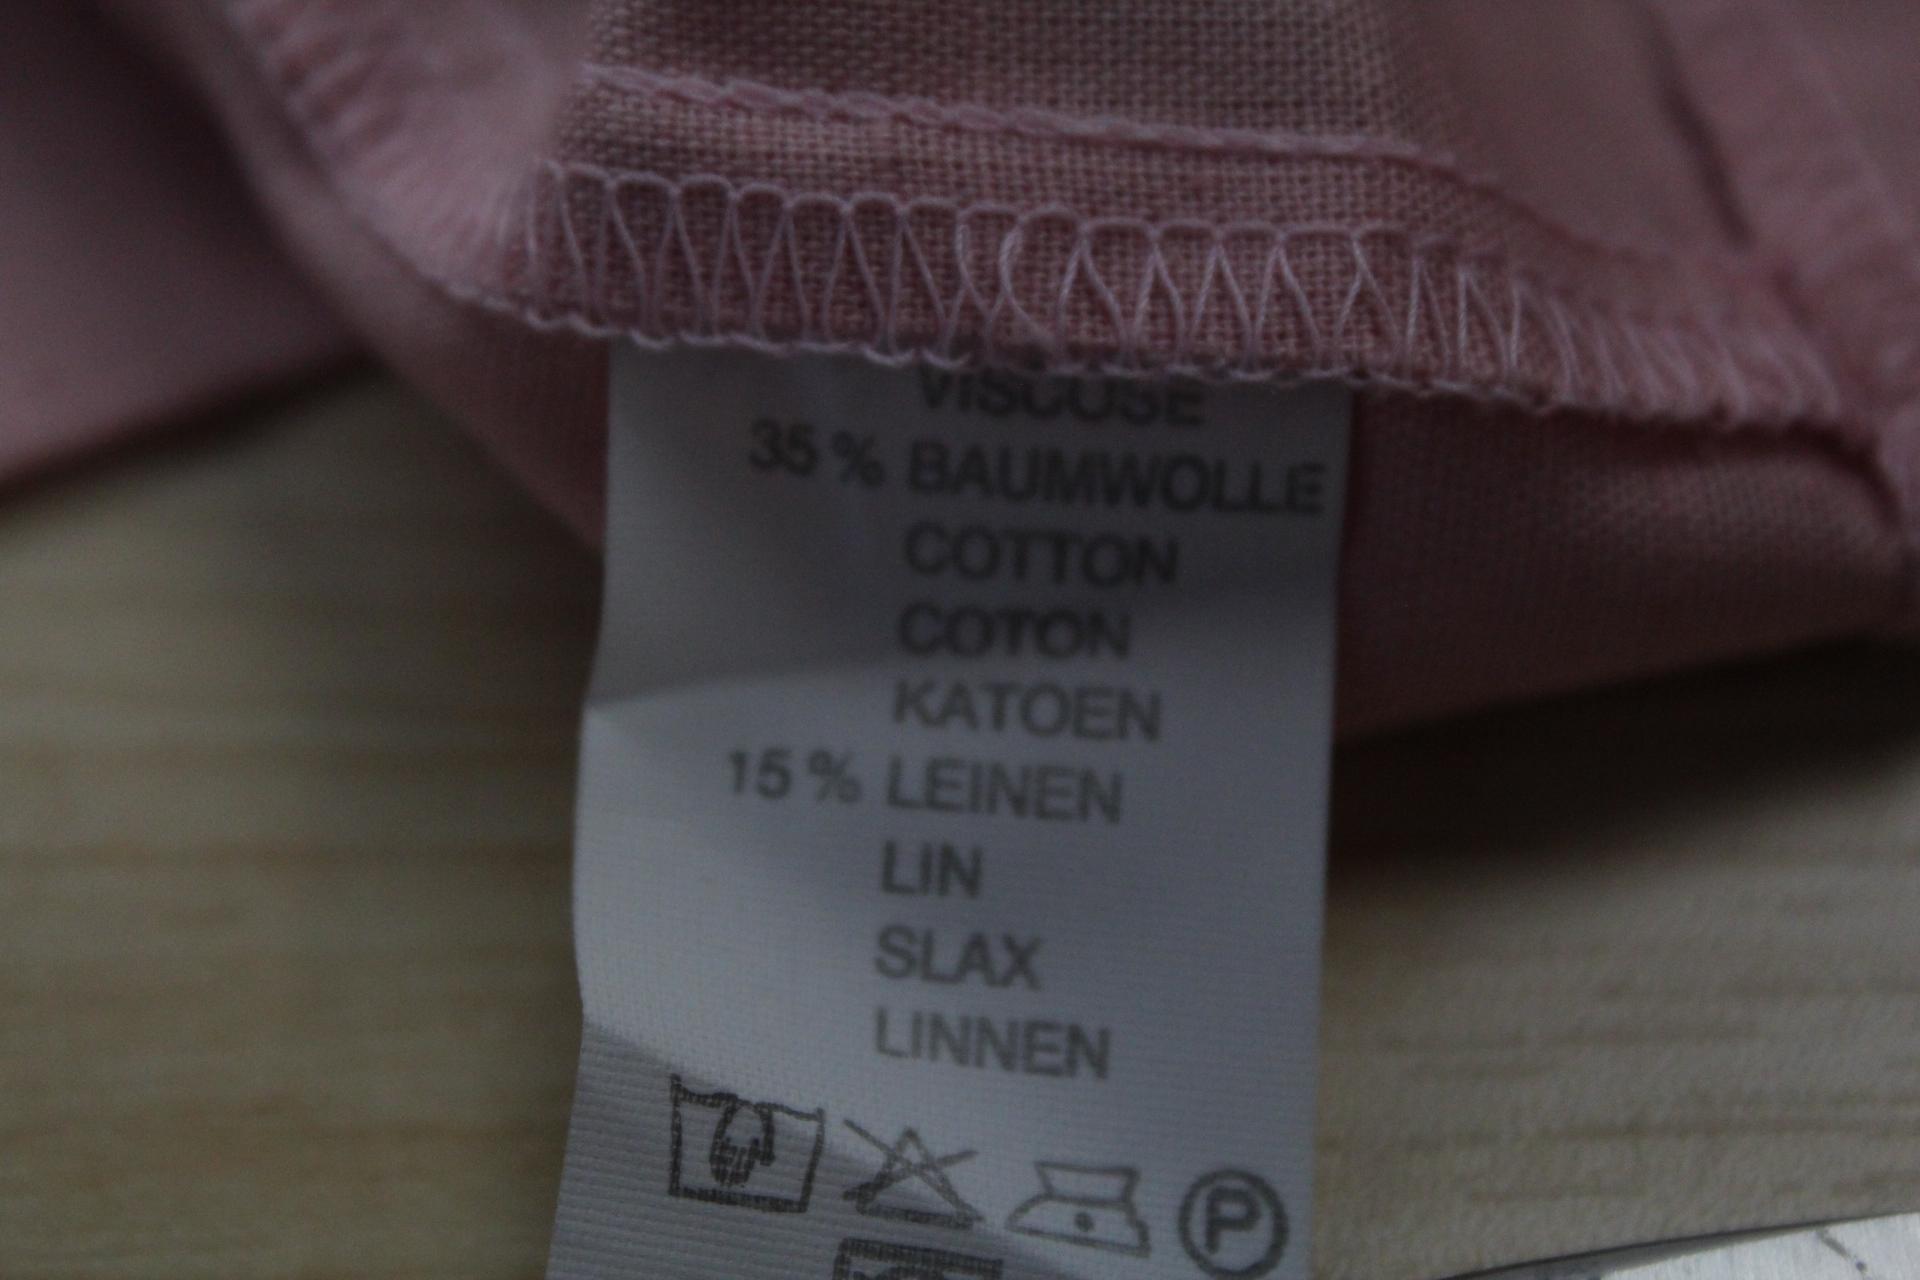 VISCOSE
35 % BAUMWOLLE
COTTON
COTON
KATOEN
15 % LEINEN
LIN
SLAX
LINNEN
P